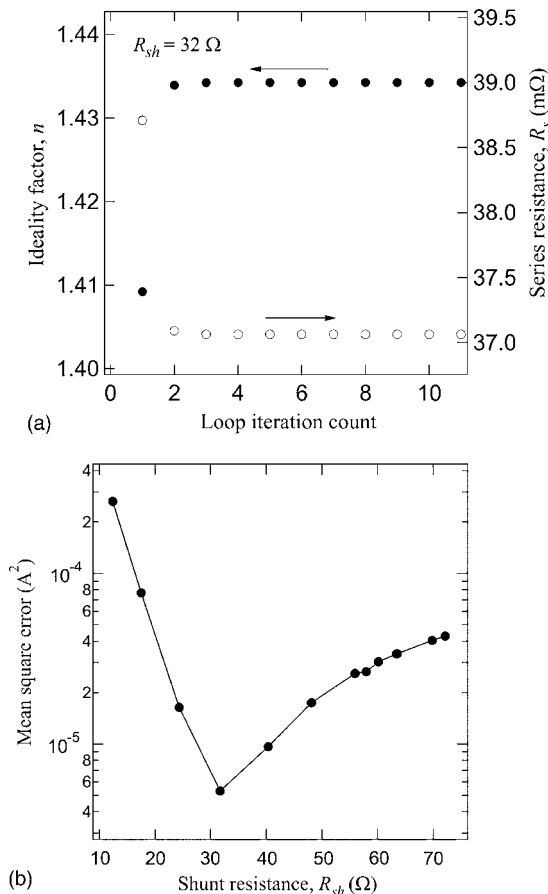 1.44
1.43
1.42
1.41
1.40
Ideality factor, n
R_sh = 32 Ω
39.5
39.0
38.5
38.0
37.5
37.0
Series resistance, R_s (mΩ)
0 2 4 6 8 10
Loop iteration count
(a)
4
2
10^-4
8
6
4
2
10^-5
8
6
4
Mean square error (A^2)
10 20 30 40 50 60 70
Shunt resistance, R_sh (Ω)
(b)